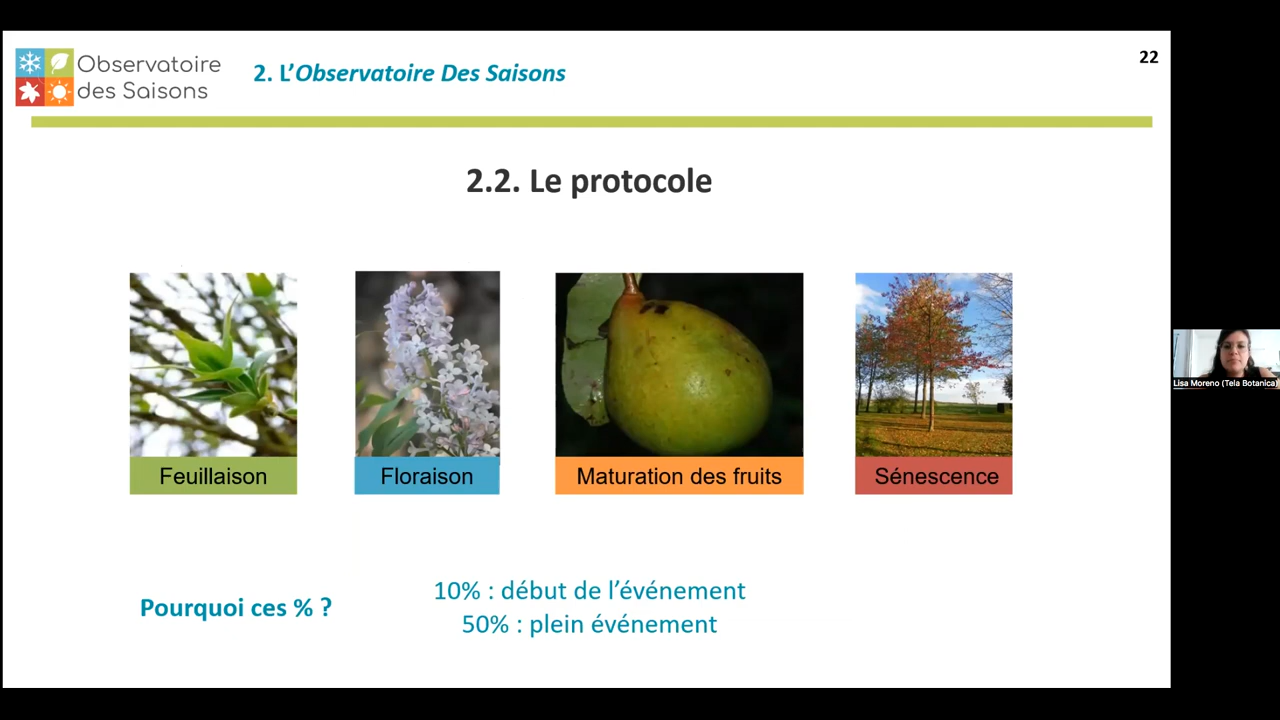 Observatoire
des Saisons
2. L’Observatoire Des Saisons
22
2.2. Le protocole
Feuillaison
Floraison
Maturation des fruits
Sénescence
Pourquoi ces % ?
10% : début de l’événement
50% : plein événement
Lisa Moreno (Tela Botanica)